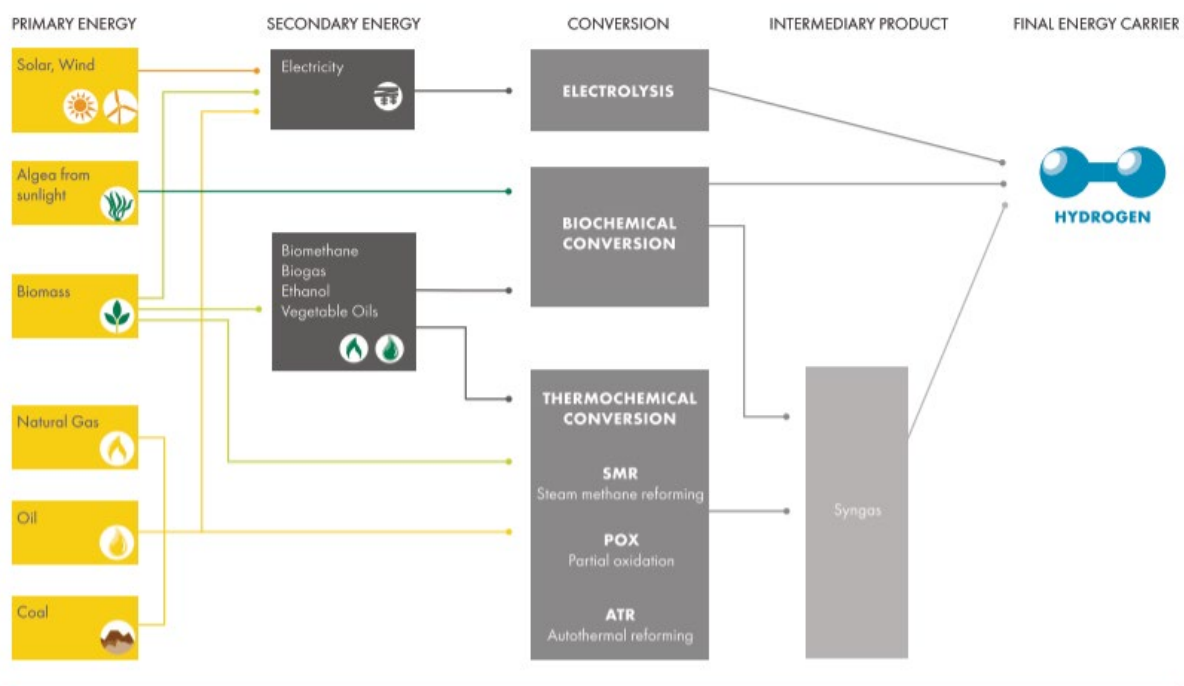 PRIMARY ENERGY
SECONDARY ENERGY
CONVERSION
INTERMEDIARY PRODUCT
FINAL ENERGY CARRIER
Solar, Wind
Electricity
ELECTROLYSIS
Algea from
sunlight
BIOCHEMICAL
CONVERSION
HYDROGEN
Biomass
Biomethane
Biogas
Ethanol
Vegetable Oils
Natural Gas
Oil
Coal
THERMOCHEMICAL
CONVERSION
SMR
Steam methane reforming
POX
Partial oxidation
ATR
Autothermal reforming
Syngas